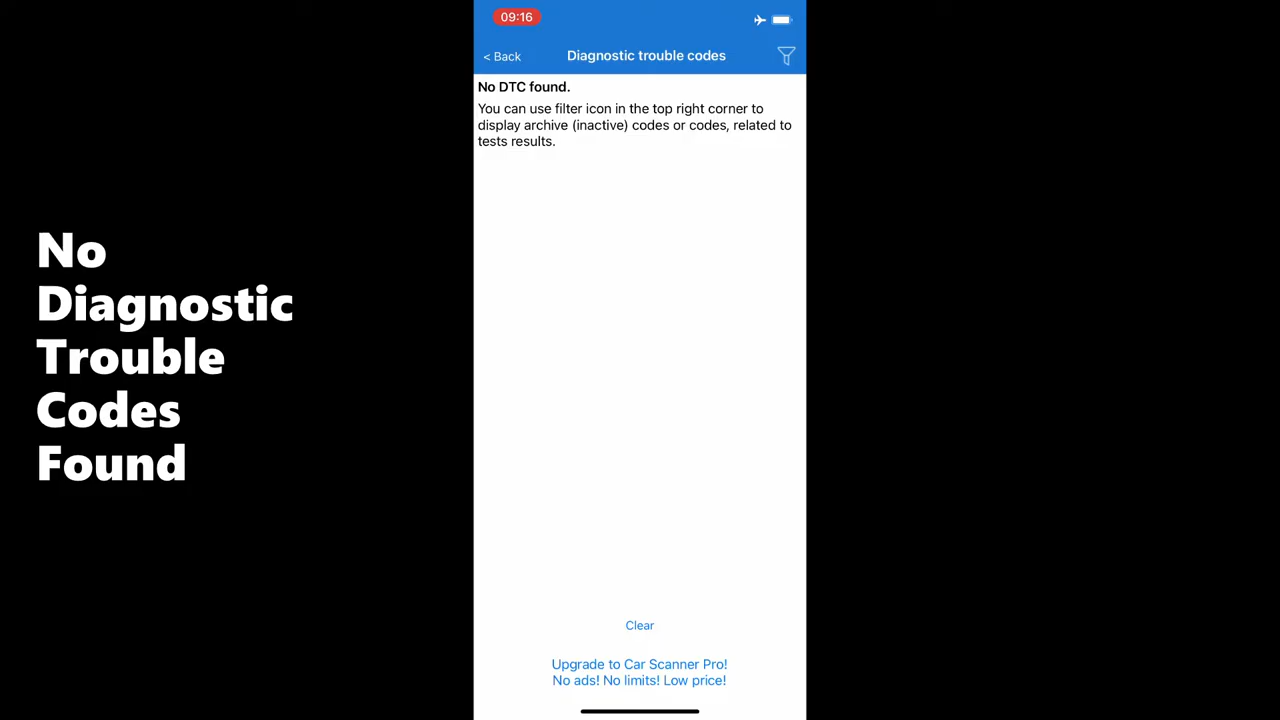 No
Diagnostic
Trouble
Codes
Found
09:16
< Back
Diagnostic trouble codes
No DTC found.
You can use filter icon in the top right corner to
display archive (inactive) codes or codes, related to
tests results.
Clear
Upgrade to Car Scanner Pro!
No ads! No limits! Low price!